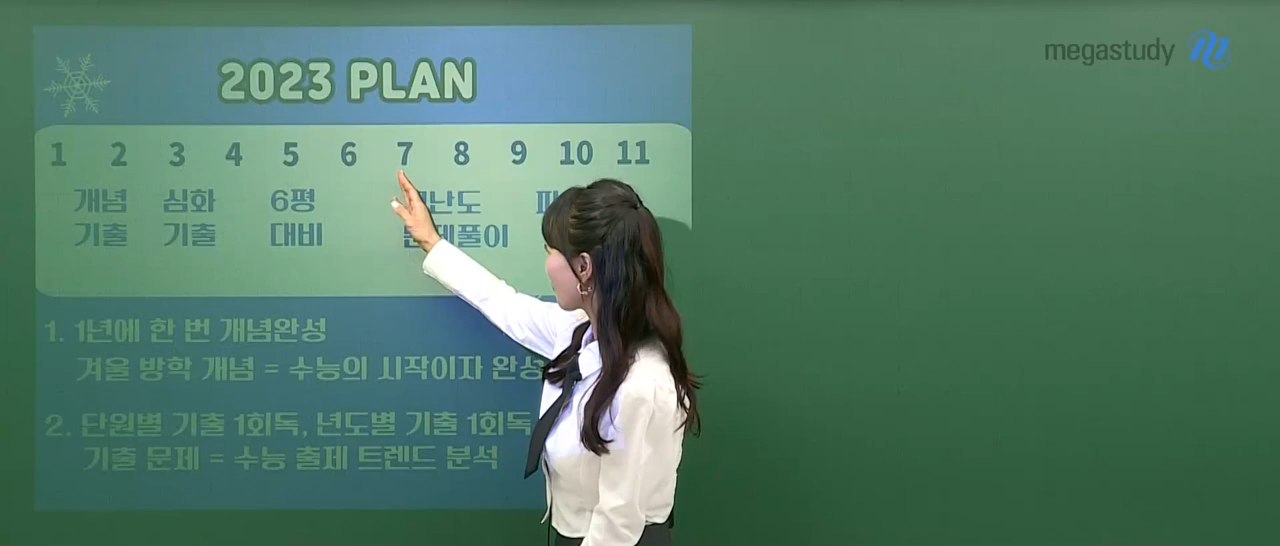 megastudy
2023 PLAN
1 2 3 4 5 6 7 8 9 10 11
개념 심화 6평
기출 기출 대비
1. 1년에 한 번 개념완성
겨울 방학 개념 = 수능의 시작이자
2. 단원별 기출 1회독, 년도별 기출 1회독
기출 문제 = 수능 출제 트렌드 분석